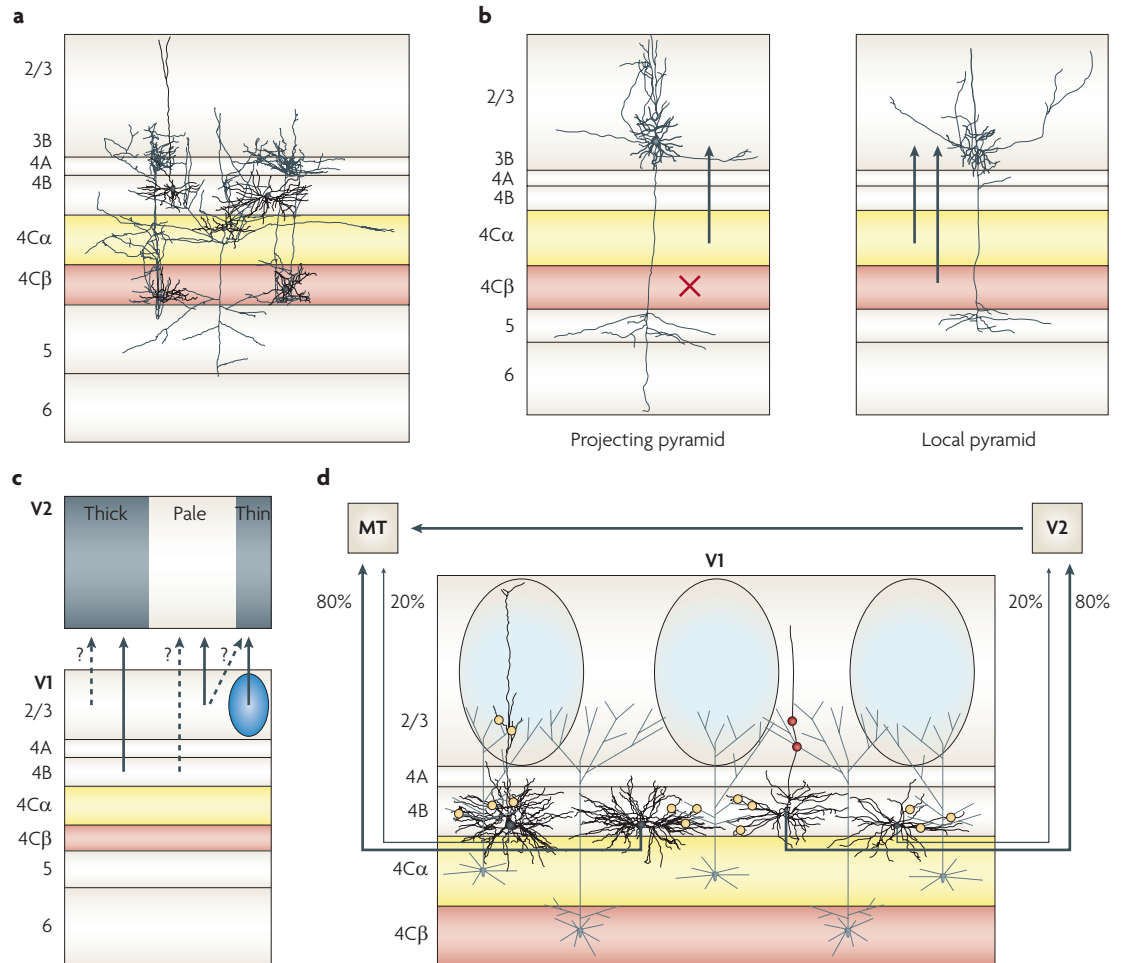 a
2/3
3B
4A
4B
4Cα
4Cβ
5
6
b
2/3
3B
4A
4B
4Cα
4Cβ
5
6
Projecting pyramid
Local pyramid
c
V2
Thick Pale Thin
? ? ?
V1
2/3
4A
4B
4Cα
4Cβ
5
6
d
MT
V2
V1
80% 20%
20% 80%
2/3
4A
4B
4Cα
4Cβ